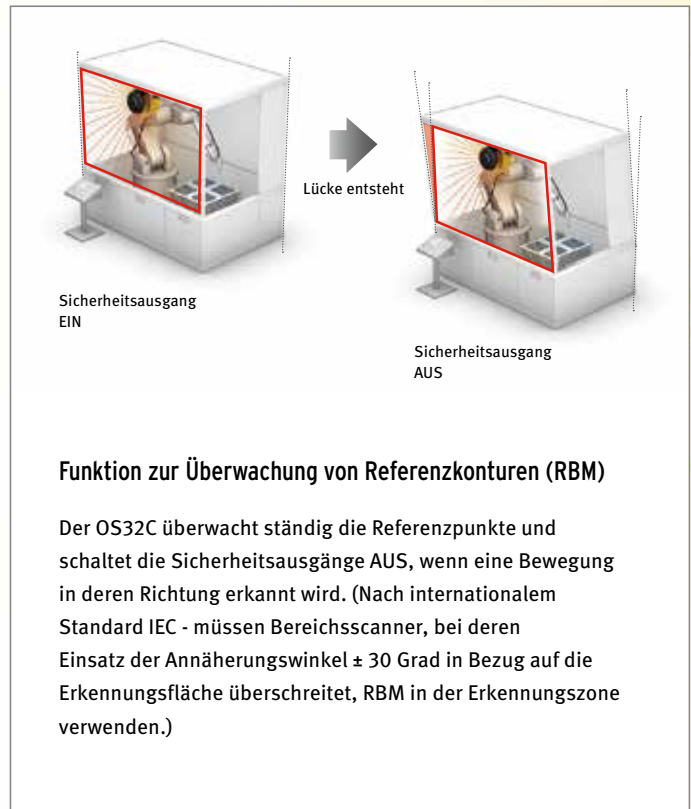 Lücke entsteht
Sicherheitsausgang
EIN
Sicherheitsausgang
AUS
Funktion zur Überwachung von Referenzkonturen (RBM)
Der OS32C überwacht ständig die Referenzpunkte und
schaltet die Sicherheitsausgänge AUS, wenn eine Bewegung
in deren Richtung erkannt wird. (Nach internationalem
Standard IEC - müssen Bereichsscanner, bei deren
Einsatz der Annäherungswinkel ± 30 Grad in Bezug auf die
Erkennungsfläche überschreitet, RBM in der Erkennungszone
verwenden.)